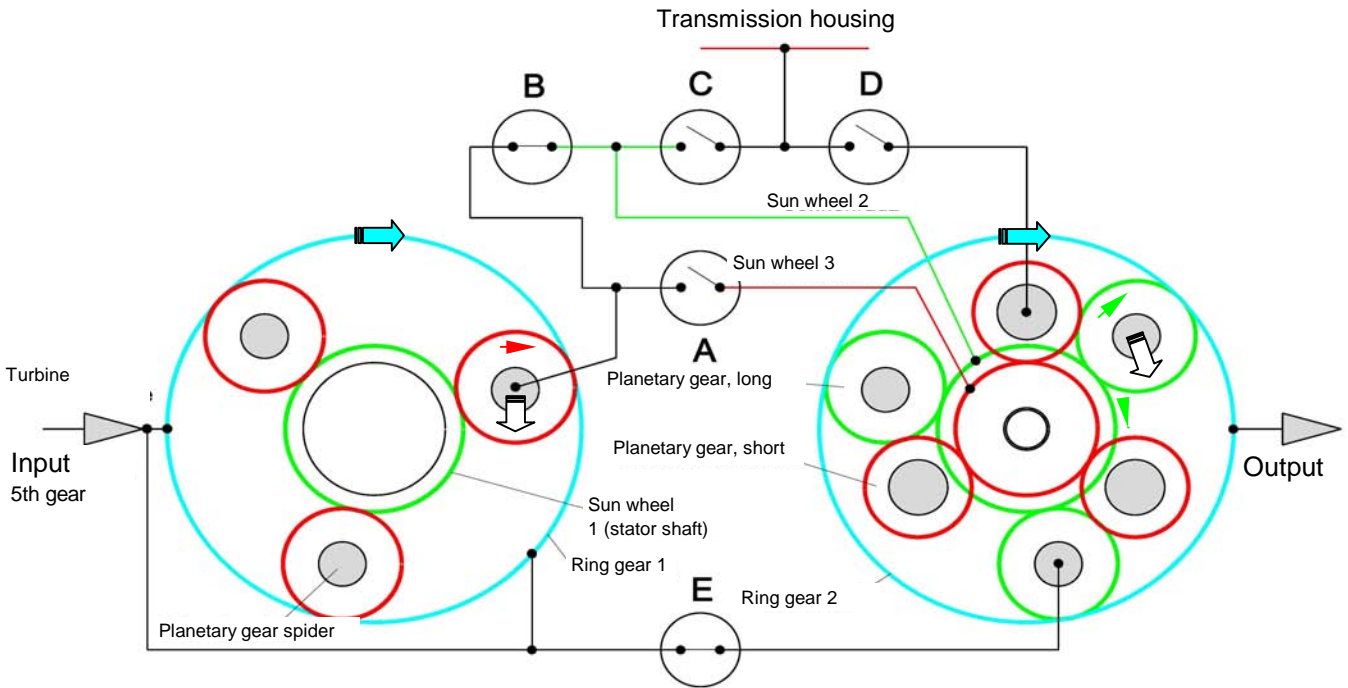 Transmission housing
B
C
D
Sun wheel 2
Sun wheel 3
A
Turbine
Planetary gear, long
Planetary gear, short
Input
5th gear
Output
Sun wheel
1 (stator shaft)
Ring gear 1
E
Ring gear 2
Planetary gear spider